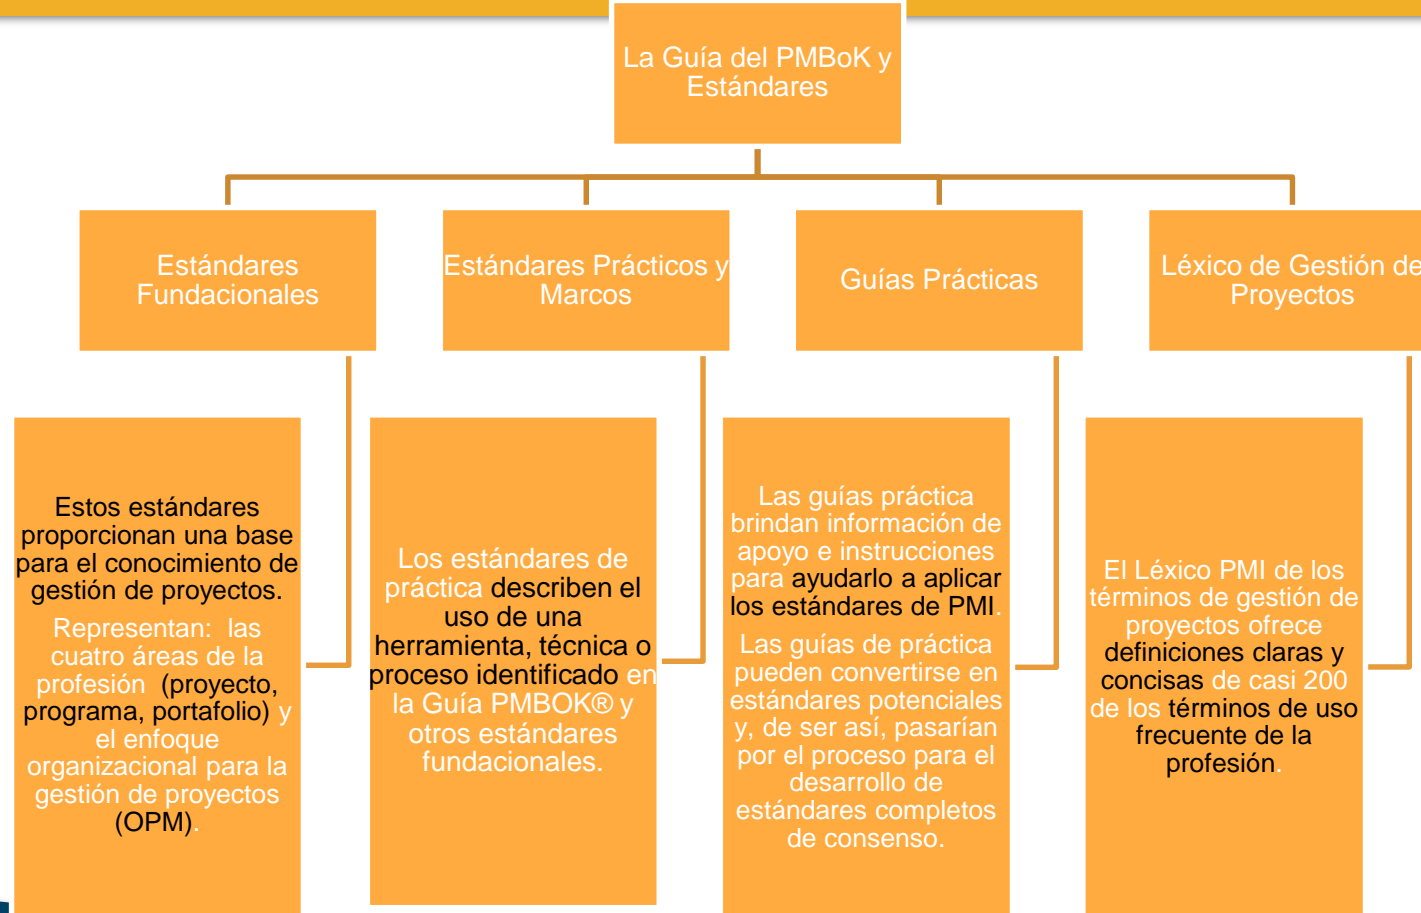 La Guía del PMBoK y
Estándares
Estándares
Fundacionales
Estándares Prácticos y
Marcos
Guías Prácticas
Léxico de Gestión de
Proyectos
Estos estándares
proporcionan una base
para el conocimiento de
gestión de proyectos.
Representan: las
cuatro áreas de la
profesión (proyecto,
programa, portafolio) y
el enfoque
organizacional para la
gestión de proyectos
(OPM).
Los estándares de
práctica describen el
uso de una
herramienta, técnica o
proceso identificado en
la Guía PMBOK® y
otros estándares
fundacionales.
Las guías práctica
brindan información de
apoyo e instrucciones
para ayudarlo a aplicar
los estándares de PMI.
Las guías de práctica
pueden convertirse en
estándares potenciales
y, de ser así, pasarían
por el proceso para el
desarrollo de
estándares completos
de consenso.
El Léxico PMI de los
términos de gestión de
proyectos ofrece
definiciones claras y
concisas de casi 200
de los términos de uso
frecuente de la
profesión.